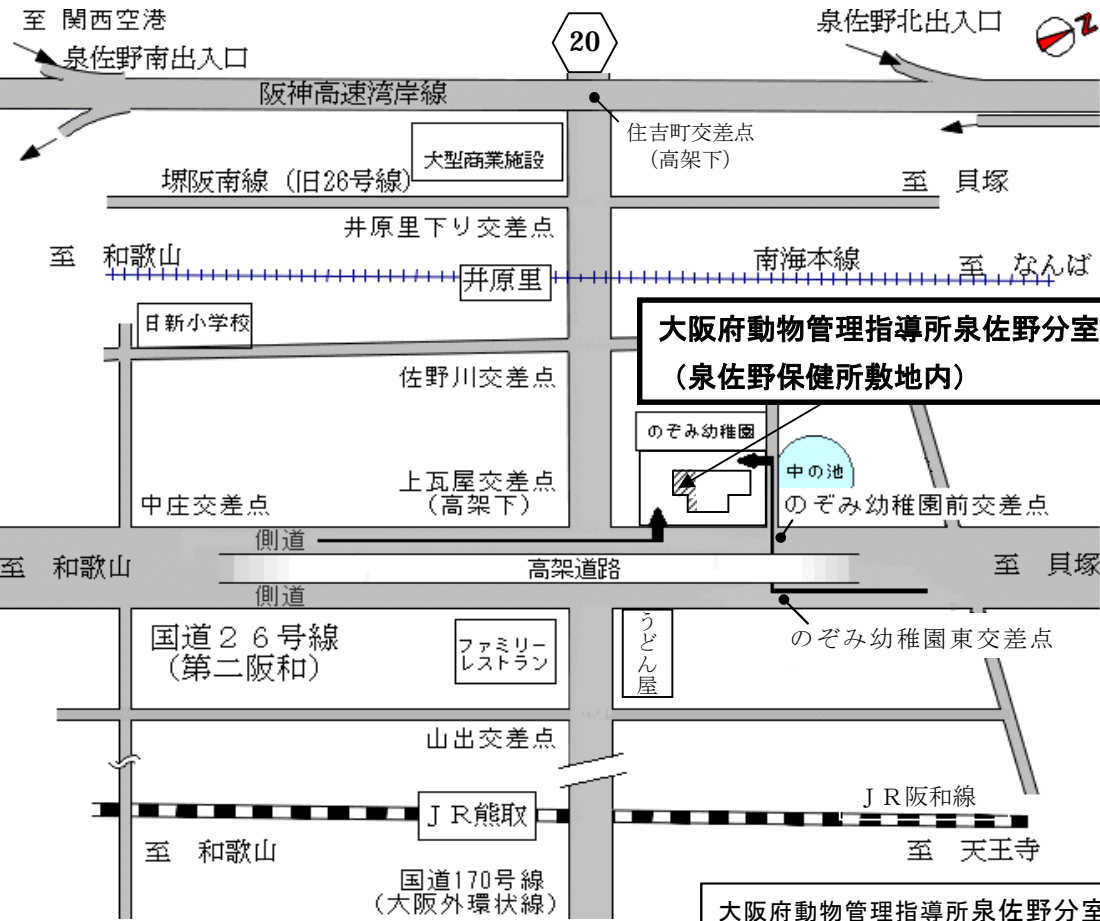 至 関西空港
泉佐野南出入口
20
泉佐野北出入口
Z
阪神高速湾岸線
住吉町交差点
(高架下)
大型商業施設
堺阪南線 (旧26号線)
至 貝塚
井原里下り交差点
至 和歌山
南海本線
至 なんば
井原里
日新小学校
大阪府動物管理指導所泉佐野分室
(泉佐野保健所敷地内)
佐野川交差点
のぞみ幼稚園
中の池
上瓦屋交差点
(高架下)
中庄交差点
のぞみ幼稚園前交差点
側道
至 和歌山
高架道路
至 貝塚
側道
国道26号線
(第二阪和)
ファミリー
レストラン
うどん屋
のぞみ幼稚園東交差点
山出交差点
JR熊取
JR阪和線
至 和歌山
至 天王寺
国道170号線
(大阪外環状線)
大阪府動物管理指導所泉佐野分室